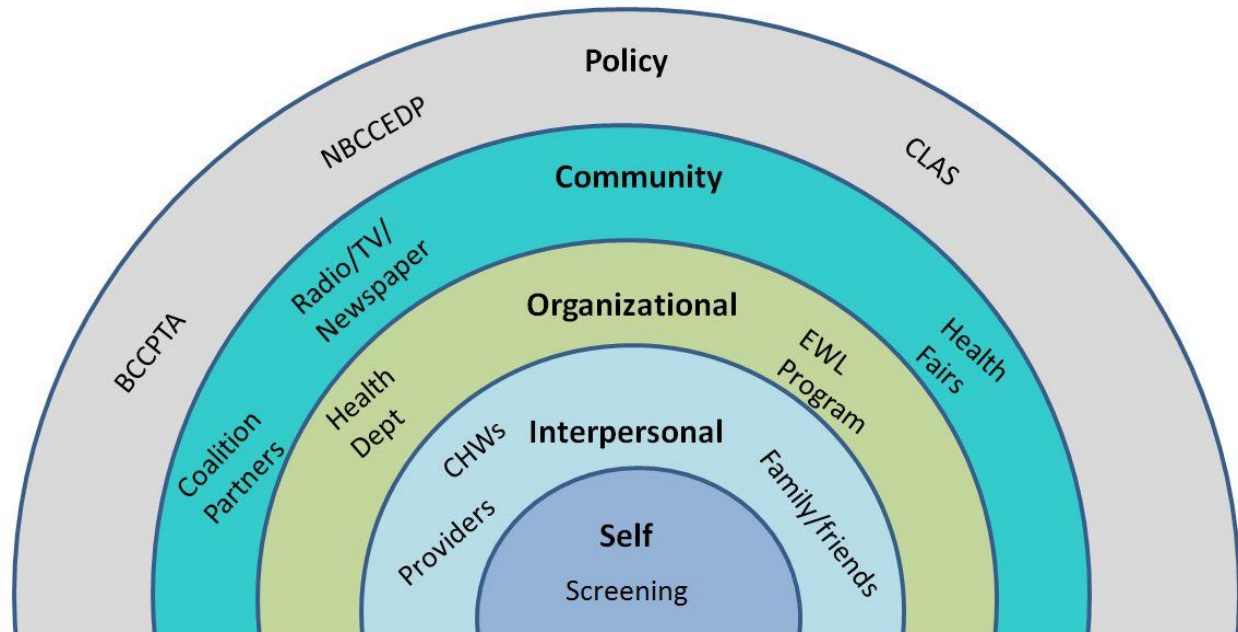 Policy
NBCCEDP
CLAS
BCCPTA
Community
Radio/TV/
Newspaper
Health
Fairs
Coalition
Partners
Organizational
EWL
Program
Health
Dept
Interpersonal
CHWs
Providers
Family/friends
Self
Screening